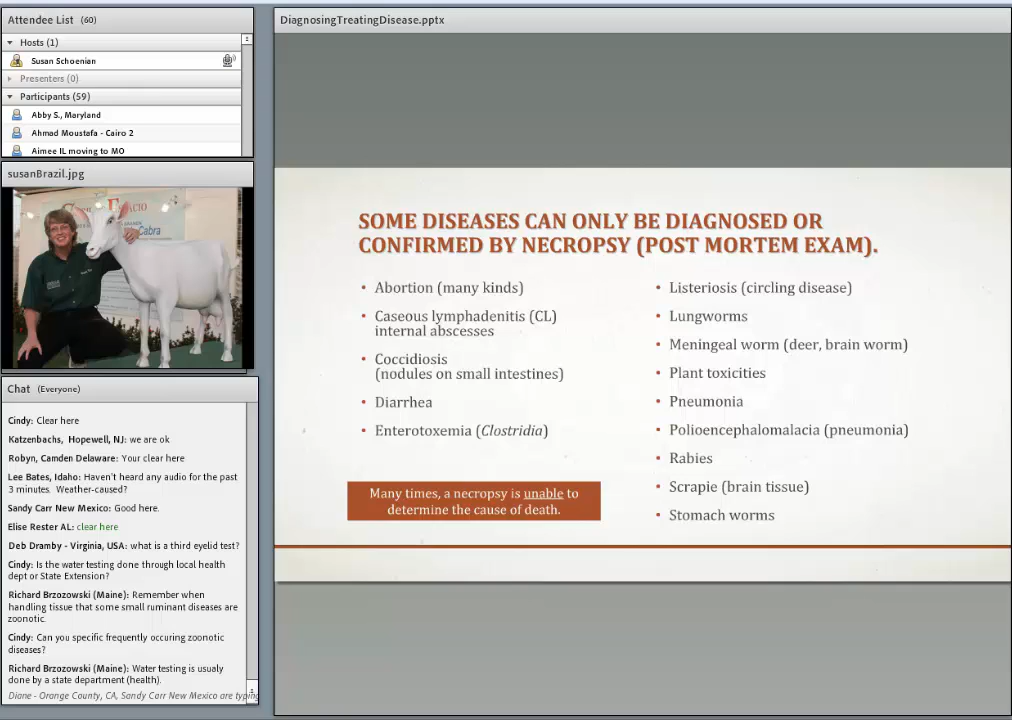 Attendee List (60)
Hosts (1)
Susan Schoenian
Presenters (0)
Participants (59)
Abby S., Maryland
Ahmad Moustafa - Cairo 2
Aimee IL moving to MO
susanBrazil.jpg
Cabra
Chat (Everyone)
Cindy: Clear here
Katzenbachs, Hopewell, NJ: we are ok
Robyn, Camden Delaware: Your clear here
Lee Bates, Idaho: Haven't heard any audio for the past
3 minutes. Weather-caused?
Sandy Carr New Mexico: Good here.
Elise Rester AL: clear here
Deb Dramby - Virginia, USA: what is a third eyelid test?
Cindy: Is the water testing done through local health
dept or State Extension?
Richard Brzozowski (Maine): Remember when
handling tissue that some small ruminant diseases are
zoonotic.
Cindy: Can you specific frequently occuring zoonotic
diseases?
Richard Brzozowski (Maine): Water testing is usualy
done by a state department (health).
Diane - Orange County, CA, Sandy Carr New Mexico are typing
DiagnosingTreatingDisease.pptx
SOME DISEASES CAN ONLY BE DIAGNOSED OR
CONFIRMED BY NECROPSY (POST MORTEM EXAM).
• Abortion (many kinds)
• Caseous lymphadenitis (CL)
internal abscesses
• Coccidiosis
(nodules on small intestines)
• Diarrhea
• Enterotoxemia (Clostridia)
Many times, a necropsy is unable to
determine the cause of death.
• Listeriosis (circling disease)
• Lungworms
• Meningeal worm (deer, brain worm)
• Plant toxicities
• Pneumonia
• Polioencephalomalacia (pneumonia)
• Rabies
• Scrapie (brain tissue)
• Stomach worms